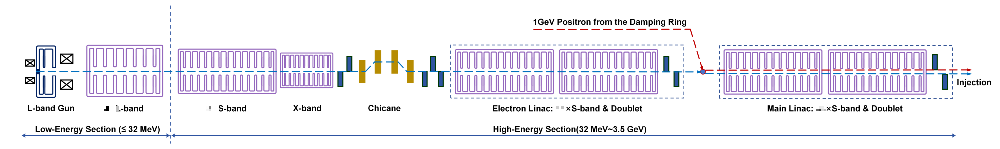 1GeV Positron from the Damping Ring
Injection
L-band Gun
L-band
S-band
X-band
Chicane
Electron Linac: ×S-band & Doublet
Main Linac: ×S-band & Doublet
Low-Energy Section (≤ 32 MeV)
High-Energy Section(32 MeV~3.5 GeV)